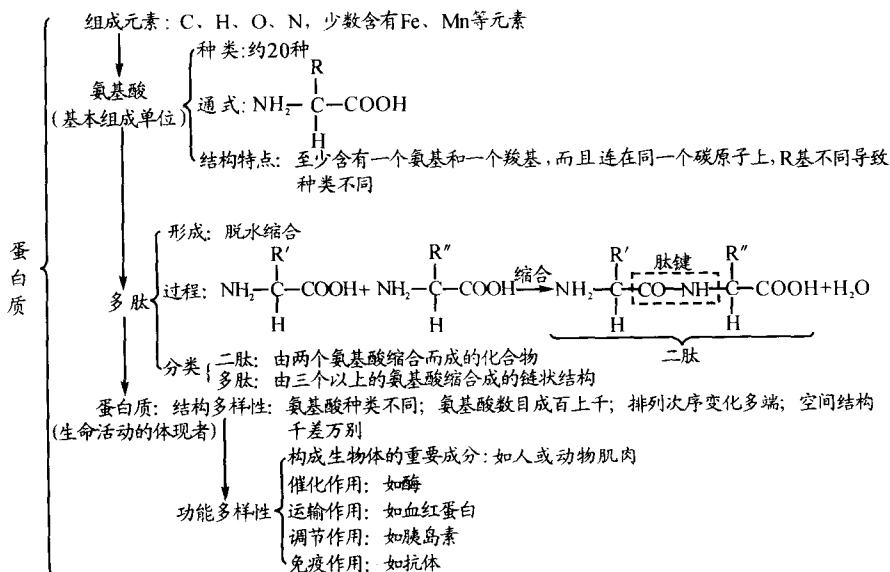 组成元素：C、H、O、N，少数含有Fe、Mn等元素
种类：约20种
氨基酸
(基本组成单位)
R
通式：NH₂—C—COOH
H
结构特点：至少含有一个氨基和一个羧基，而且连在同一个碳原子上，R基不同导致
种类不同
蛋白质
形成：脱水缩合
R′ R″ R′ 肽键 R″
多肽 过程：NH₂—C—COOH+NH₂—C—COOH 缩合 NH₂—C—CO—NH—C—COOH+H₂O
H H H H
二肽
分类 二肽：由两个氨基酸缩合而成的化合物
多肽：由三个以上的氨基酸缩合成的链状结构
蛋白质：结构多样性：氨基酸种类不同；氨基酸数目成百上千；排列次序变化多端；空间结构
(生命活动的体现者) 千差万别
构成生物体的重要成分：如人或动物肌肉
催化作用：如酶
功能多样性 运输作用：如血红蛋白
调节作用：如胰岛素
免疫作用：如抗体